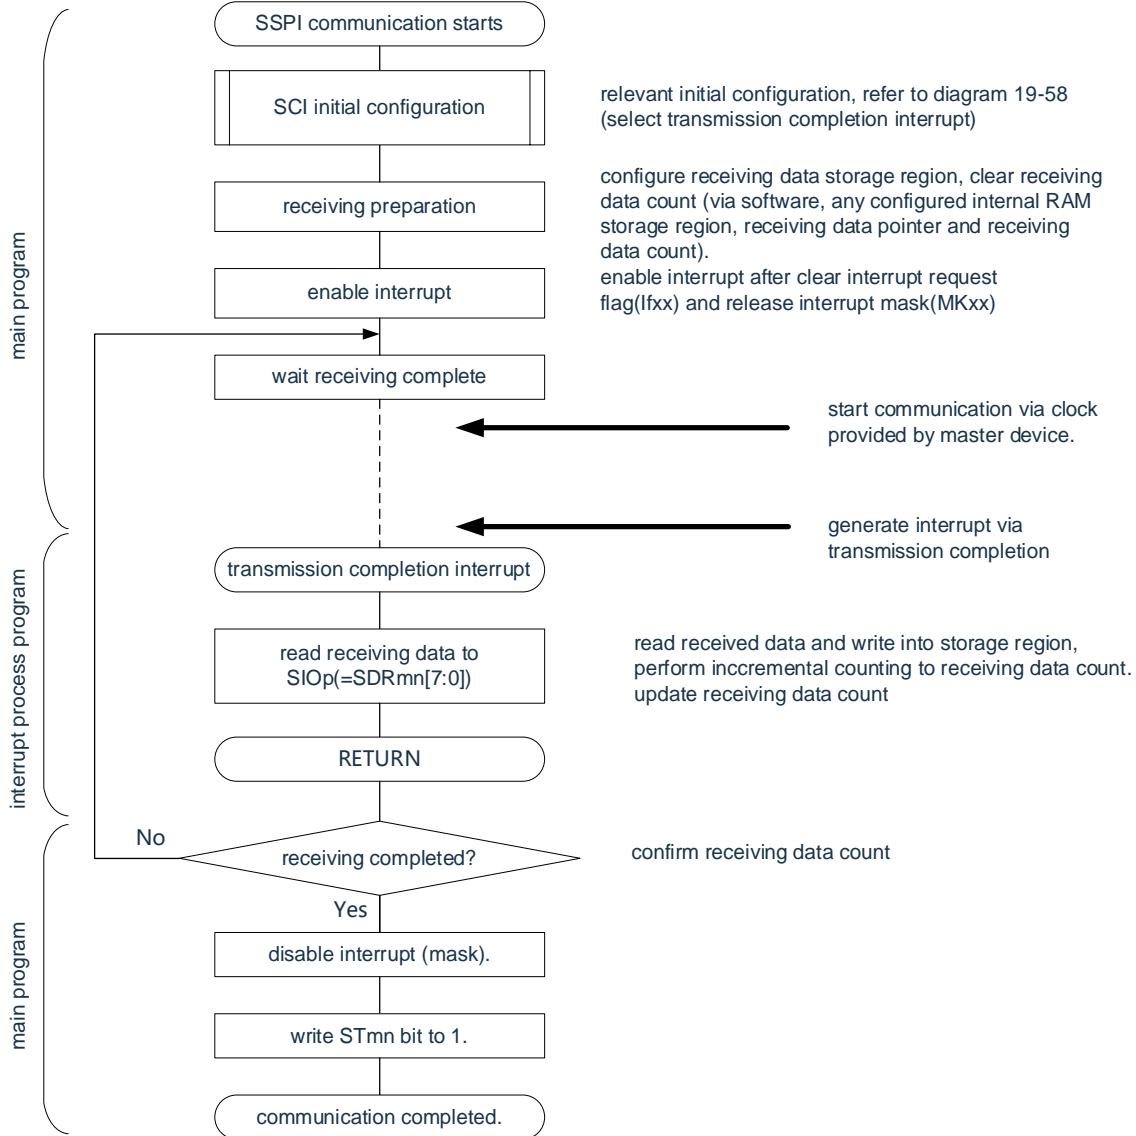 SSPI communication starts
SCI initial configuration
relevant initial configuration, refer to diagram 19-58
(select transmission completion interrupt)
receiving preparation
configure receiving data storage region, clear receiving
data count (via software, any configured internal RAM
storage region, receiving data pointer and receiving
data count).
enable interrupt
enable interrupt after clear interrupt request
flag(Ifxx) and release interrupt mask(MKxx)
main program
wait receiving complete
start communication via clock
provided by master device.
generate interrupt via
transmission completion
transmission completion interrupt
interrupt process program
read receiving data to
SIOp(=SDRmn[7:0])
read received data and write into storage region,
perform inccremental counting to receiving data count.
update receiving data count
RETURN
No
receiving completed?
confirm receiving data count
Yes
main program
disable interrupt (mask).
write STmn bit to 1.
communication completed.